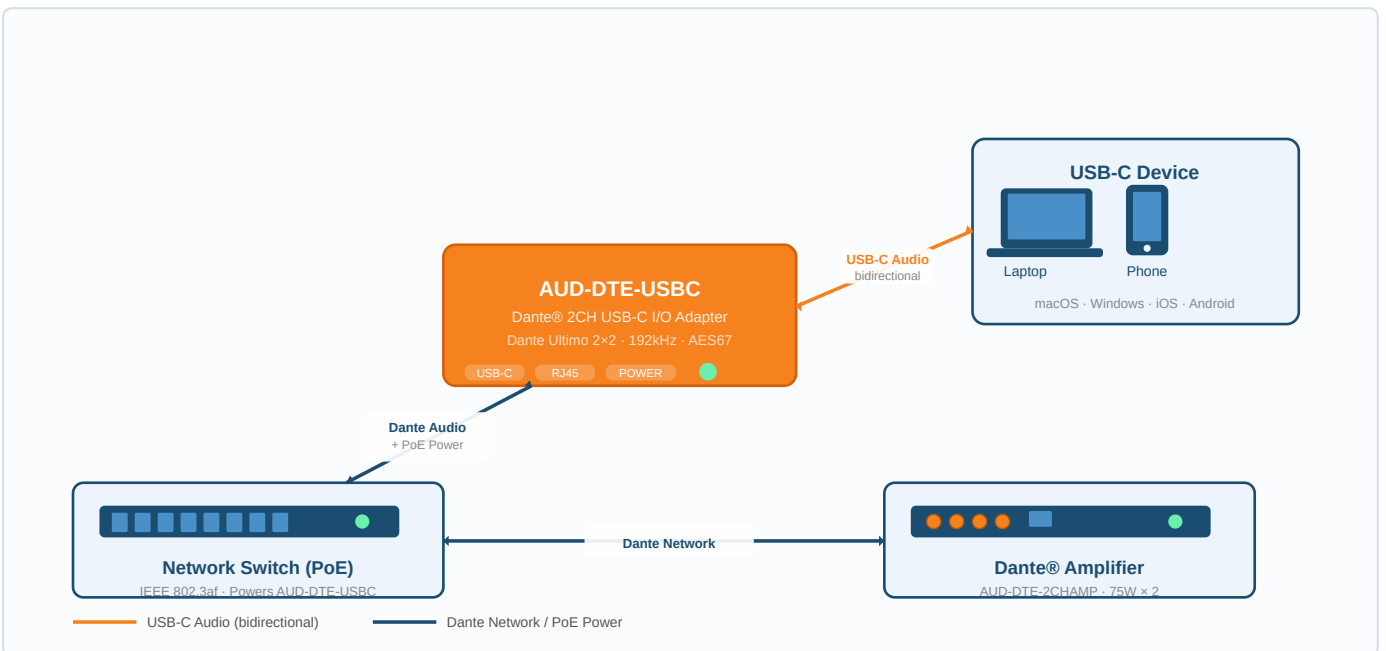 USB-C Device
Laptop
Phone
macOS · Windows · iOS · Android
USB-C Audio
bidirectional
AUD-DTE-USBC
Dante® 2CH USB-C I/O Adapter
Dante Ultimo 2×2 · 192kHz · AES67
USB-C
RJ45
POWER
Dante Audio
+ PoE Power
Network Switch (PoE)
IEEE 802.3af · Powers AUD-DTE-USBC
Dante Network
Dante® Amplifier
AUD-DTE-2CHAMP · 75W × 2
USB-C Audio (bidirectional)
Dante Network / PoE Power